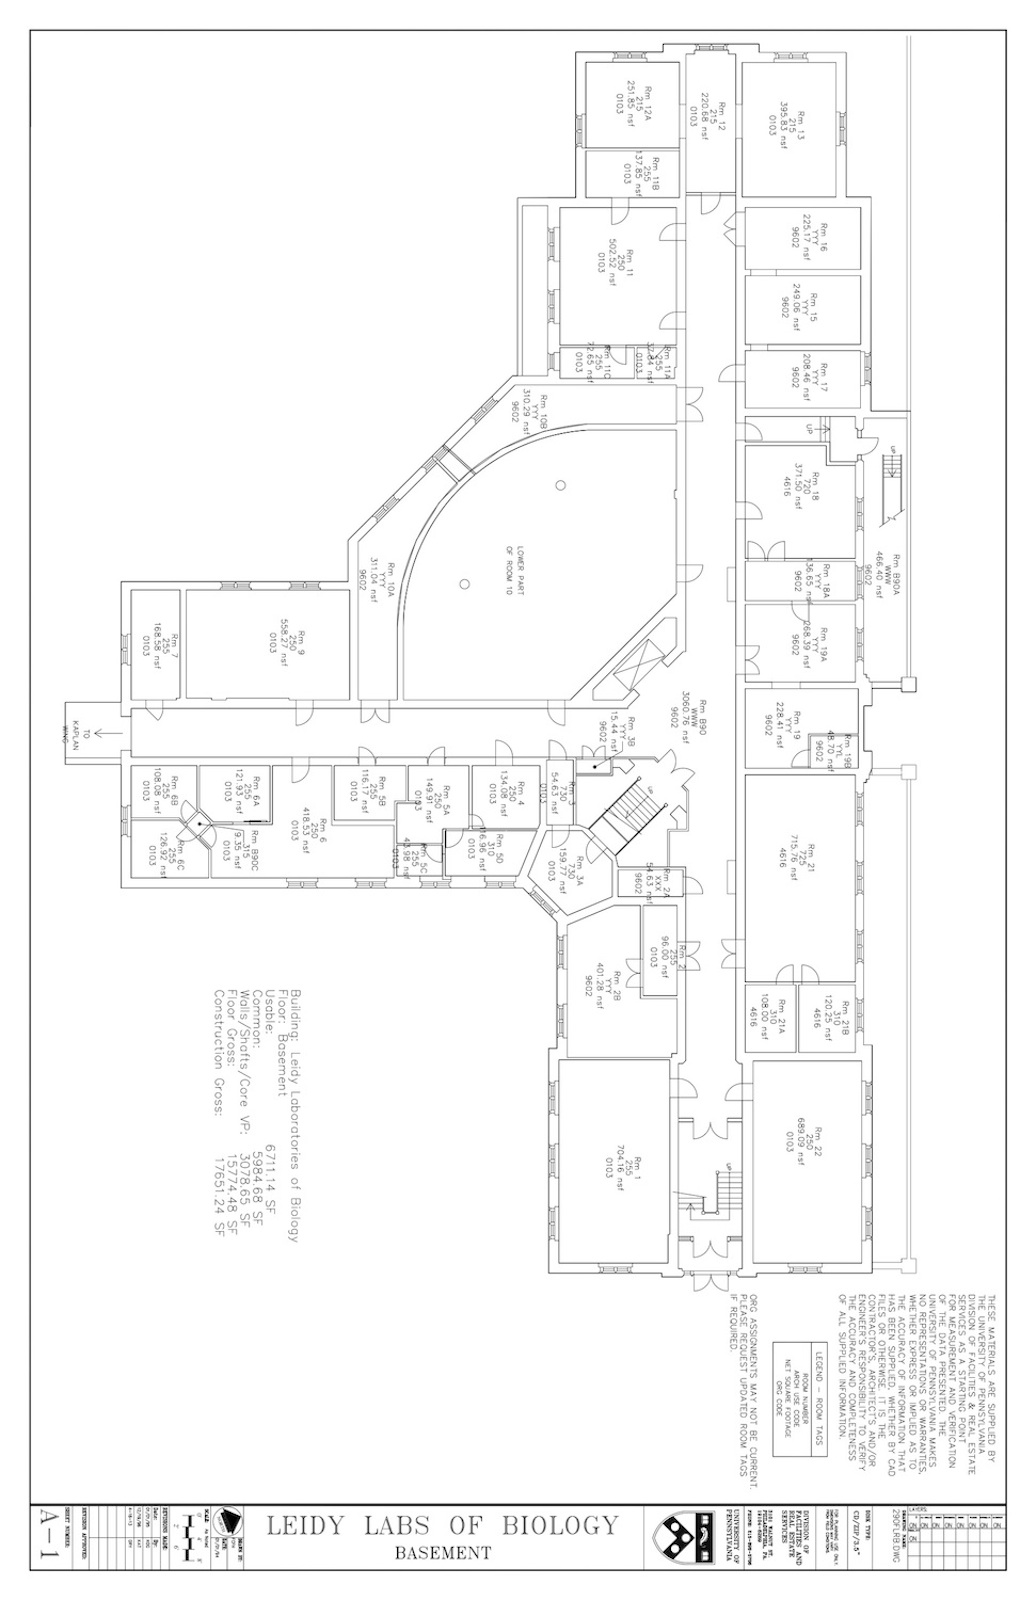 Rm 12A
215
251.85 nsf
0103
Rm 12
215
220.68 nsf
0103
Rm 13
215
395.83 nsf
0103
Rm 11B
255
137.85 nsf
0103
Rm 16
YYY
225.17 nsf
9602
Rm 11
250
502.52 nsf
0103
Rm 15
YYY
249.06 nsf
9602
Rm 11C
255
72.65 nsf
0103
Rm 11A
255
0103
Rm 17
YYY
208.46 nsf
9602
Rm 10B
YYY
310.29 nsf
9602
UP
UP
Rm 18
720
371.50 nsf
4616
LOWER PART
OF ROOM 10
Rm 10A
YYY
311.04 nsf
9602
Rm 18A
YYY
136.65 nsf
9602
Rm B90A
WWW
466.40 nsf
9602
Rm 7
255
168.58 nsf
0103
Rm 9
250
558.27 nsf
0103
Rm 19A
YYY
268.39 nsf
9602
Rm B90
WWW
3060.76 nsf
9602
Rm 3B
YYY
15.44 nsf
9602
Rm 19
YYY
228.41 nsf
9602
Rm 19B
YYL
48.70 nsf
9602
TO
KAPLAN
WING
Rm 6B
255
108.08 nsf
0103
Rm 6A
255
121.93 nsf
0103
Rm 6
250
418.53 nsf
0103
Rm 5B
255
116.17 nsf
0103
Rm 5A
250
149.91 nsf
0103
Rm 4
250
134.08 nsf
0103
Rm 3
730
54.63 nsf
0103
UP
Rm 6C
255
126.92 nsf
0103
Rm B90C
315
9.35 nsf
0103
Rm 5C
255
43.98 nsf
0103
Rm 5D
310
116.96 nsf
0103
Rm 3A
730
159.77 nsf
0103
Rm 2A
XXX
54.63 nsf
9602
Rm 21
725
715.76 nsf
4616
Rm 2
255
96.00 nsf
0103
Rm 2B
YYY
401.28 nsf
9602
Rm 21A
310
108.00 nsf
4616
Rm 21B
310
120.25 nsf
4616
Rm 1
255
704.16 nsf
0103
UP
Rm 22
250
689.09 nsf
0103
Building: Leidy Laboratories of Biology
Floor: Basement
Usable: 6711.14 SF
Common: 5984.68 SF
Walls/Shafts/Core VP: 3078.65 SF
Floor Gross: 15774.48 SF
Construction Gross: 17651.24 SF
THESE MATERIALS ARE SUPPLIED BY
THE UNIVERSITY OF PENNSYLVANIA
DIVISION OF FACILITIES & REAL ESTATE
SERVICES AS A STARTING POINT
FOR MEASUREMENT AND VERIFICATION
OF THE DATA PRESENTED. THE
UNIVERSITY OF PENNSYLVANIA MAKES
NO REPRESENTATIONS OR WARRANTIES,
WHETHER EXPRESS OR IMPLIED AS TO
THE ACCURACY OF INFORMATION THAT
HAS BEEN SUPPLIED, WHETHER BY CAD
FILES OR OTHERWISE. IT IS THE
CONTRACTOR'S, ARCHITECT'S AND/OR
ENGINEER'S RESPONSIBILITY TO VERIFY
THE ACCURACY AND COMPLETENESS
OF ALL SUPPLIED INFORMATION.
LEGEND - ROOM TAGS
ROOM NUMBER
ARCH USE CODE
NET SQUARE FOOTAGE
ORG CODE
ORG ASSIGNMENTS MAY NOT BE CURRENT.
PLEASE REQUEST UPDATED ROOM TAGS
IF REQUIRED.
LEIDY LABS OF BIOLOGY
BASEMENT
UNIVERSITY OF
PENNSYLVANIA
DIVISION OF
FACILITIES AND
REAL ESTATE
SERVICES
3101 WALNUT ST.
PHILADELPHIA, PA.
DISK TYPE:
CD/ZIP/3.5"
290FLRB.DWG
LAYERS:
SHEET NUMBER:
A-1